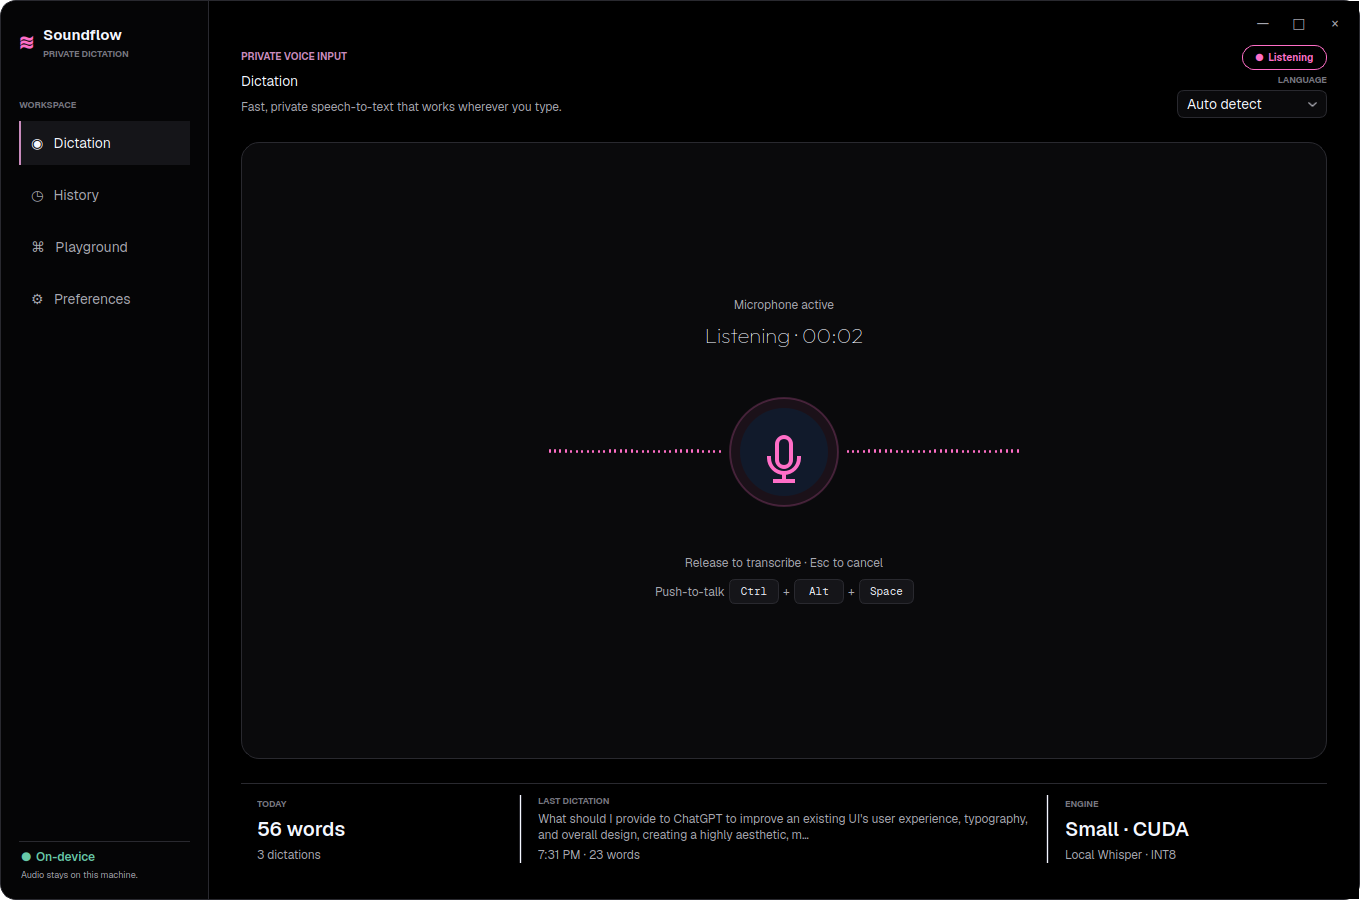 Soundflow
PRIVATE DICTATION
WORKSPACE
Dictation
History
Playground
Preferences
On-device
Audio stays on this machine.
PRIVATE VOICE INPUT
Dictation
Fast, private speech-to-text that works wherever you type.
Listening
LANGUAGE
Auto detect
Microphone active
Listening · 00:02
Release to transcribe · Esc to cancel
Push-to-talk Ctrl + Alt + Space
TODAY
56 words
3 dictations
LAST DICTATION
What should I provide to ChatGPT to improve an existing UI's user experience, typography,
and overall design, creating a highly aesthetic, m…
7:31 PM · 23 words
ENGINE
Small · CUDA
Local Whisper · INT8